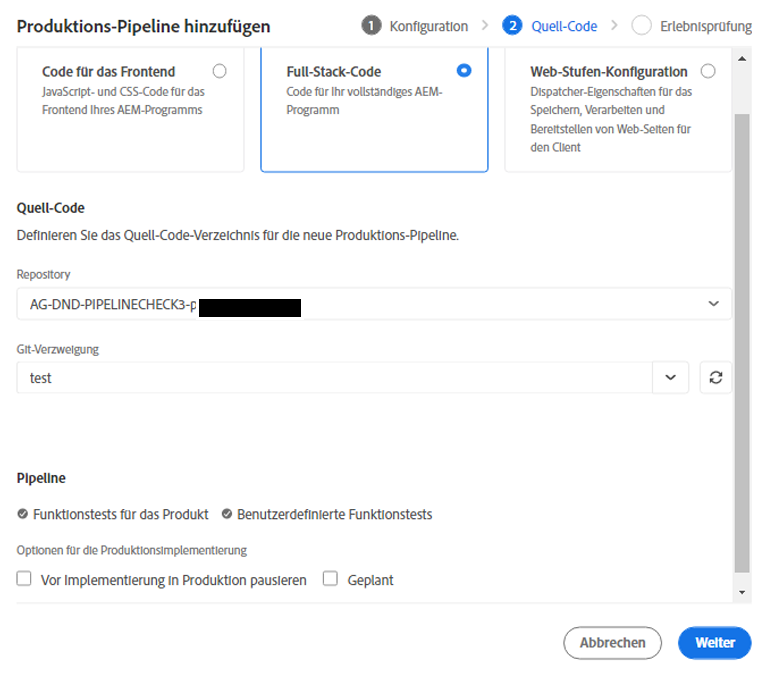 Produktions-Pipeline hinzufügen
1 Konfiguration
2 Quell-Code
Erlebnisprüfung
Code für das Frontend
JavaScript- und CSS-Code für das
Frontend Ihres AEM-Programms
Full-Stack-Code
Code für Ihr vollständiges AEM-
Programm
Web-Stufen-Konfiguration
Dispatcher-Eigenschaften für das
Speichern, Verarbeiten und
Bereitstellen von Web-Seiten für
den Client
Quell-Code
Definieren Sie das Quell-Code-Verzeichnis für die neue Produktions-Pipeline.
Repository
AG-DND-PIPELINECHECK3-p
Git-Verzweigung
test
Pipeline
Funktionstests für das Produkt
Benutzerdefinierte Funktionstests
Optionen für die Produktionsimplementierung
Vor Implementierung in Produktion pausieren
Geplant
Abbrechen
Weiter